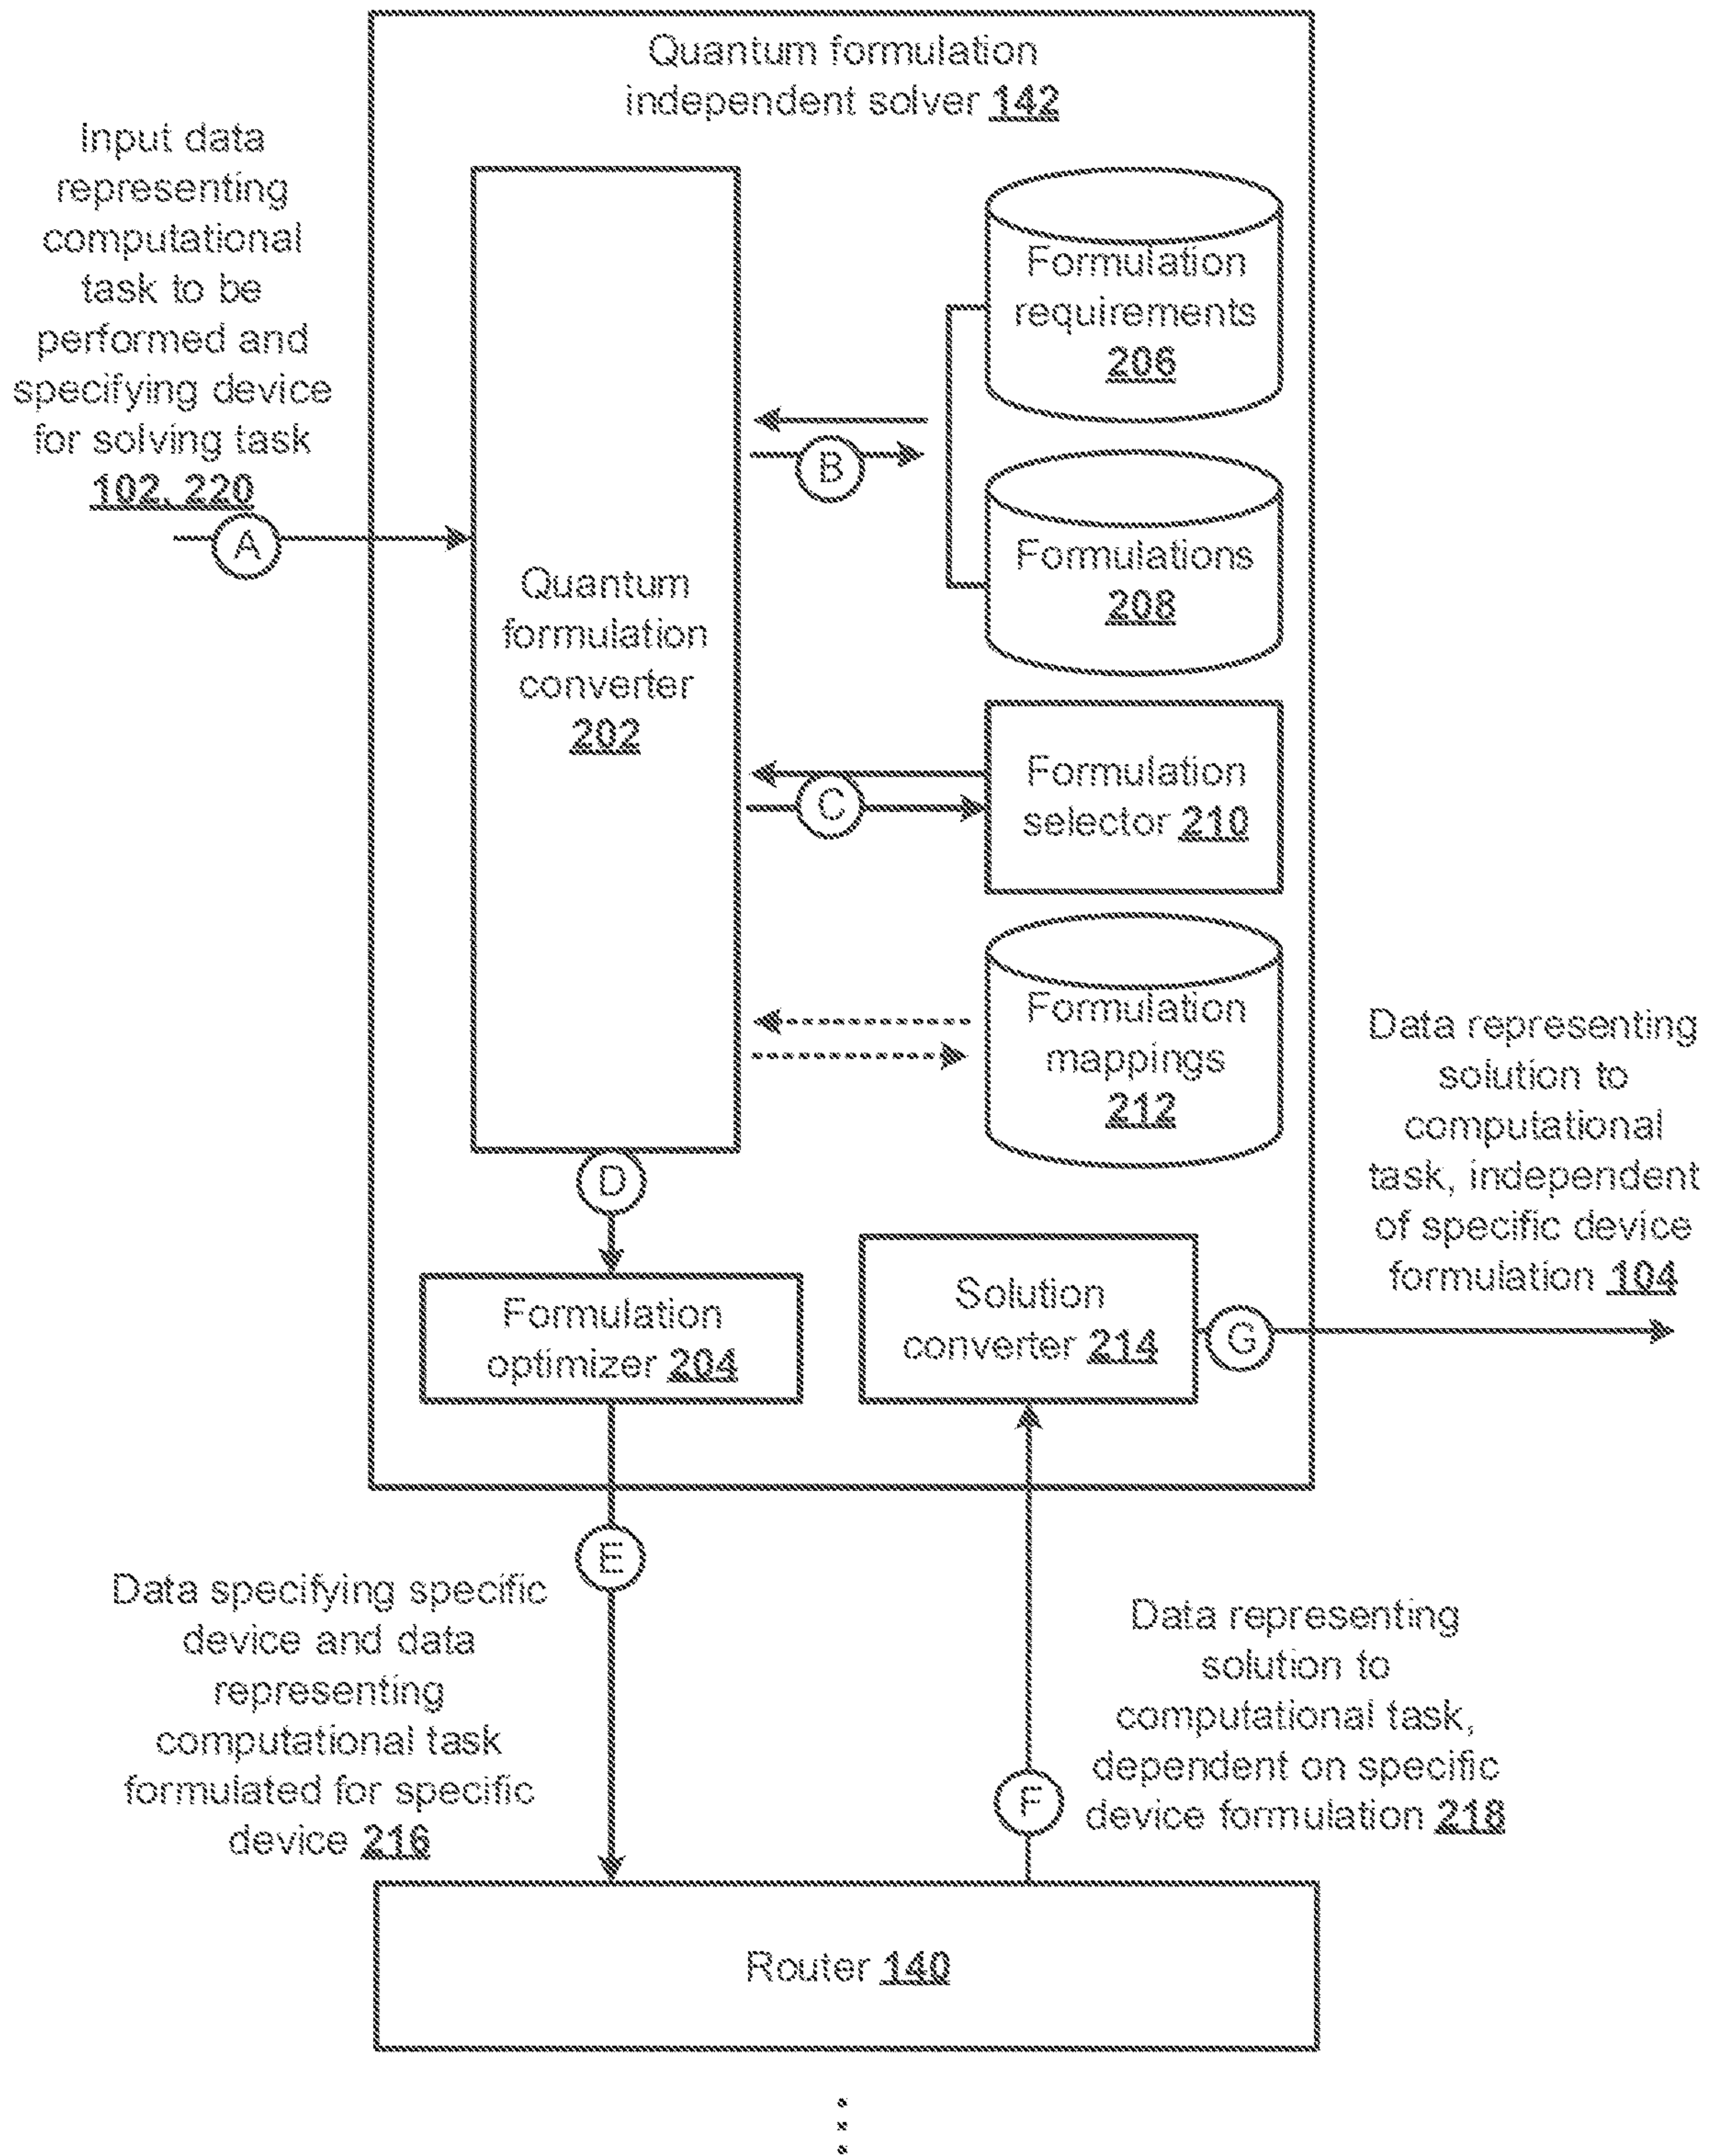 Quantum formulation
independent solver 142
Input data
representing
computational
task to be
performed and
specifying device
for solving task
102, 220
A
Quantum
formulation
converter
202
B
Formulation
requirements
206
Formulations
208
C
Formulation
selector 210
Formulation
mappings
212
D
Formulation
optimizer 204
Solution
converter 214
G
Data representing
solution to
computational
task, independent
of specific device
formulation 104
E
Data specifying specific
device and data
representing
computational task
formulated for specific
device 216
F
Data representing
solution to
computational task,
dependent on specific
device formulation 218
Router 140